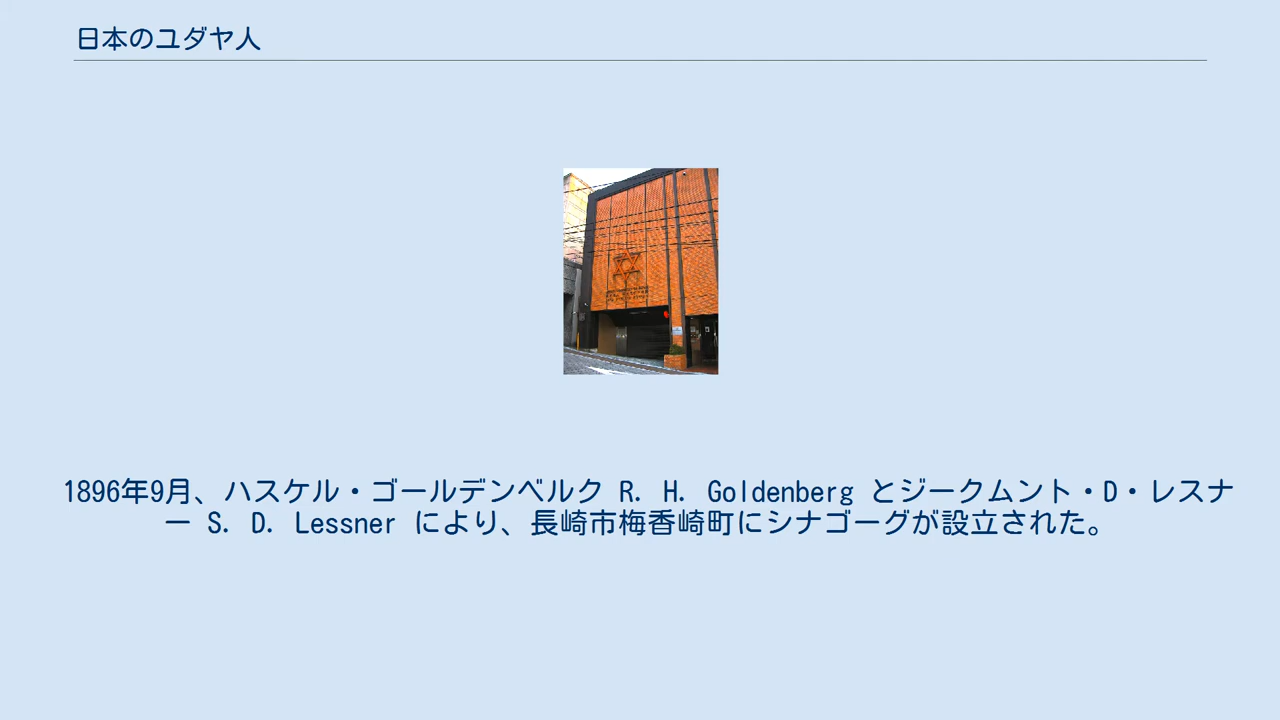 日本のユダヤ人
1896年9月、ハスケル・ゴールデンベルク R. H. Goldenberg とジークムント・D・レスナ
ー S. D. Lessner により、長崎市梅香崎町にシナゴーグが設立された。